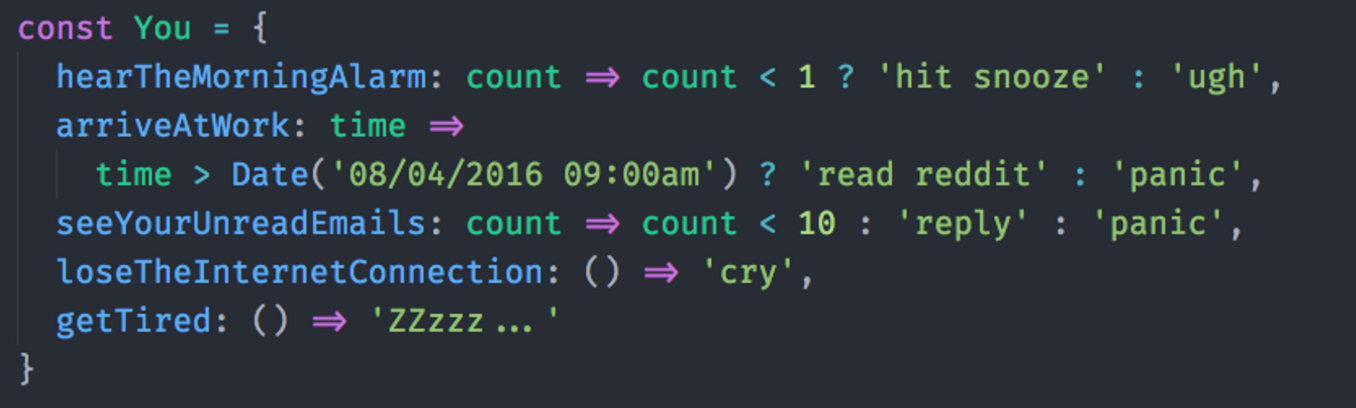 const You = {
  hearTheMorningAlarm: count => count < 1 ? 'hit snooze' : 'ugh',
  arriveAtWork: time =>
    time > Date('08/04/2016 09:00am') ? 'read reddit' : 'panic',
  seeYourUnreadEmails: count => count < 10 : 'reply' : 'panic',
  loseTheInternetConnection: () => 'cry',
  getTired: () => 'ZZzzz...'
}